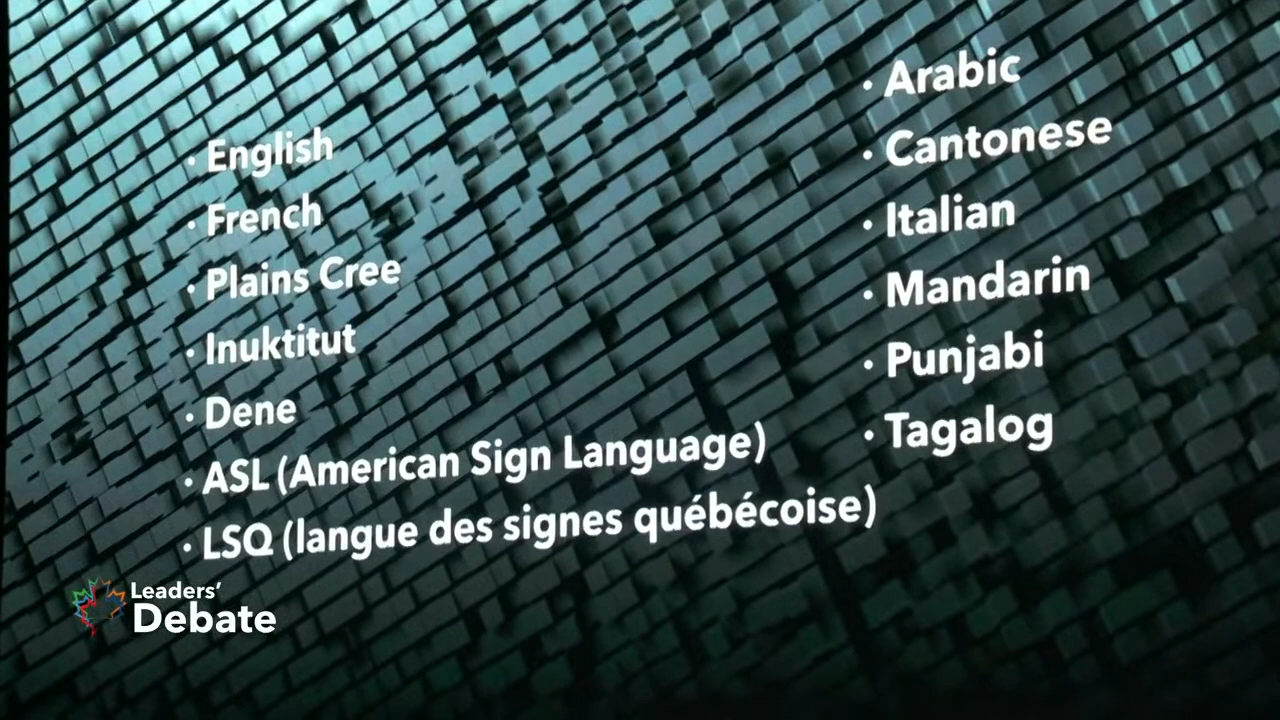 • English
• French
• Plains Cree
• Inuktitut
• Dene
• ASL (American Sign Language)
• LSQ (langue des signes québécoise)
• Arabic
• Cantonese
• Italian
• Mandarin
• Punjabi
• Tagalog
Leaders’
Debate